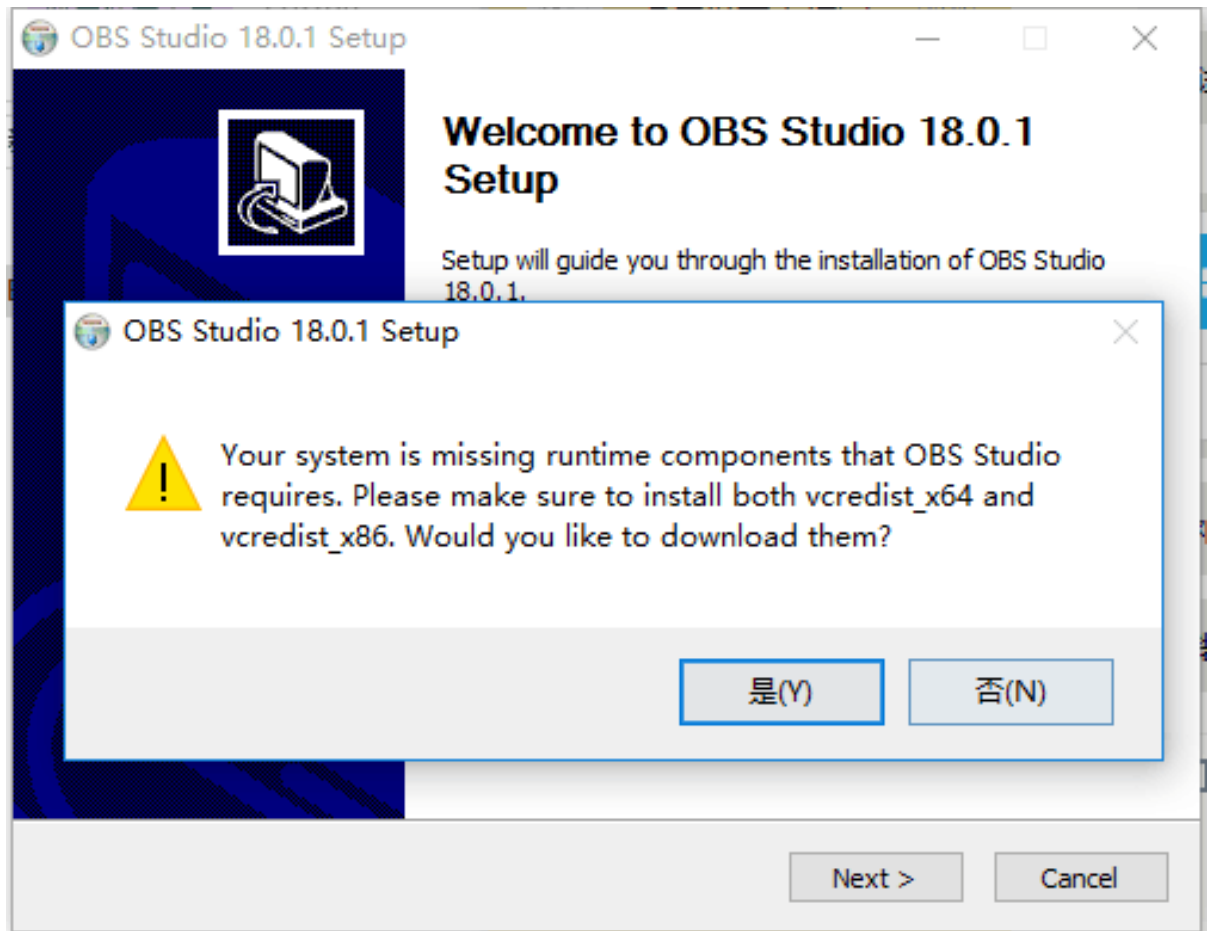 OBS Studio 18.0.1 Setup
Welcome to OBS Studio 18.0.1
Setup
Setup will guide you through the installation of OBS Studio
18.0.1.
OBS Studio 18.0.1 Setup
Your system is missing runtime components that OBS Studio
requires. Please make sure to install both vcredist_x64 and
vcredist_x86. Would you like to download them?
是(Y)
否(N)
Next >
Cancel